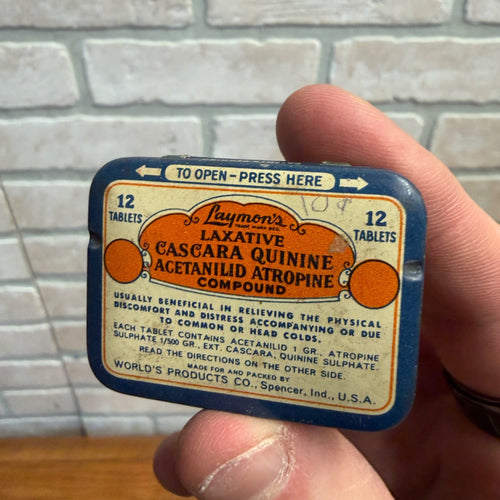 TO OPEN - PRESS HERE
10¢
12 TABLETS
12 TABLETS
Laymon's
TRADE MARK REG.
LAXATIVE
CASCARA QUININE
ACETANILID ATROPINE
COMPOUND
USUALLY BENEFICIAL IN RELIEVING THE PHYSICAL
DISCOMFORT AND DISTRESS ACCOMPANYING OR DUE
TO COMMON OR HEAD COLDS.
EACH TABLET CONTAINS ACETANILID 1 GR., ATROPINE
SULPHATE 1/500 GR., EXT. CASCARA, QUININE SULPHATE.
READ THE DIRECTIONS ON THE OTHER SIDE.
MADE FOR AND PACKED BY
WORLD'S PRODUCTS CO., Spencer, Ind., U.S.A.